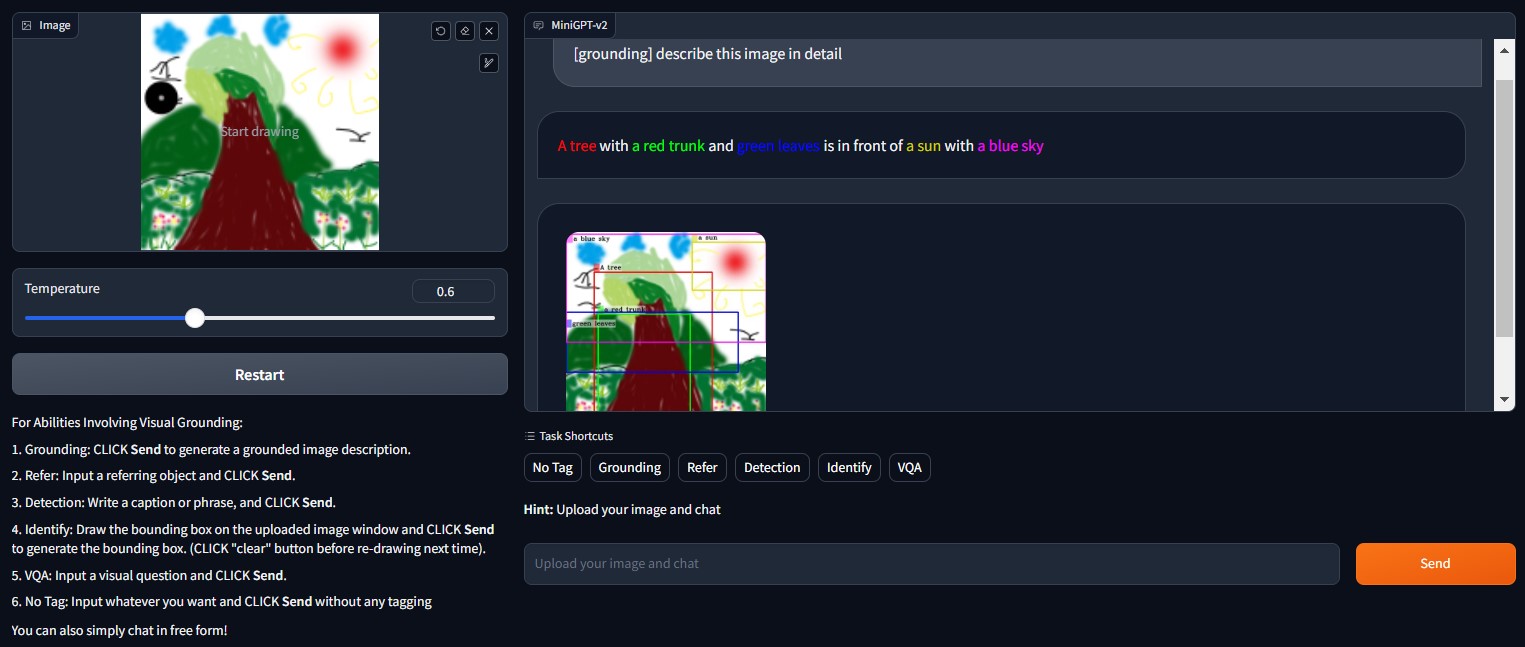 Image
Start drawing
Temperature
0.6
Restart
For Abilities Involving Visual Grounding:
1. Grounding: CLICK Send to generate a grounded image description.
2. Refer: Input a referring object and CLICK Send.
3. Detection: Write a caption or phrase, and CLICK Send.
4. Identify: Draw the bounding box on the uploaded image window and CLICK Send
to generate the bounding box. (CLICK "clear" button before re-drawing next time).
5. VQA: Input a visual question and CLICK Send.
6. No Tag: Input whatever you want and CLICK Send without any tagging
You can also simply chat in free form!
MiniGPT-v2
[grounding] describe this image in detail
A tree with a red trunk and green leaves is in front of a sun with a blue sky
a blue sky
a sun
A tree
a red trunk
green leaves
Task Shortcuts
No Tag Grounding Refer Detection Identify VQA
Hint: Upload your image and chat
Upload your image and chat
Send